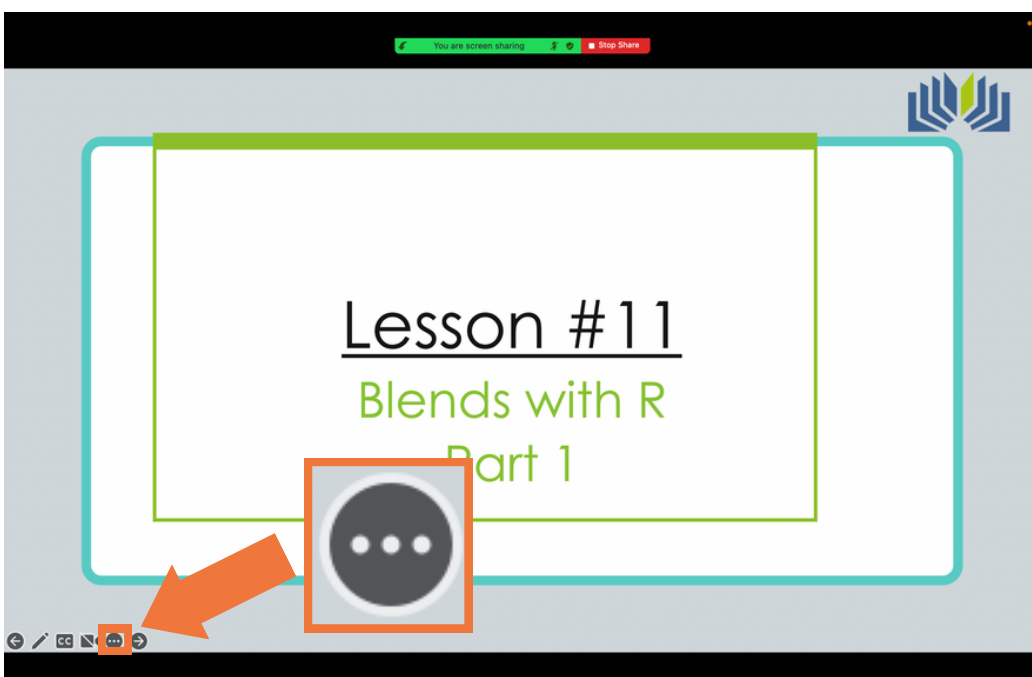 You are screen sharing
Stop Share
Lesson #11
Blends with R
Part 1
CC